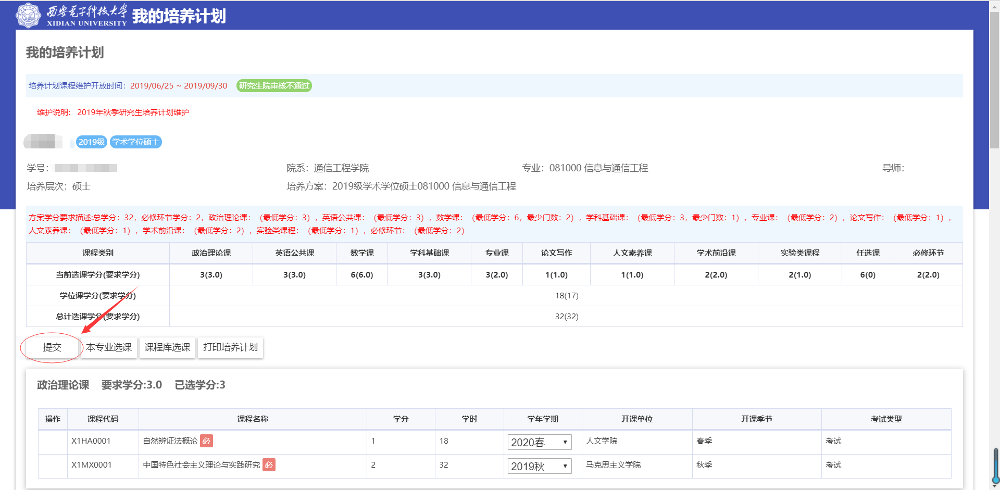 西安电子科技大学
XIDIAN UNIVERSITY
我的培养计划
我的培养计划
培养计划课程维护开放时间：2019/06/25 ~ 2019/09/30 研究生院审核不通过
维护说明: 2019年秋季研究生培养计划维护
2019级 学术学位硕士
学号： 院系：通信工程学院 专业：081000 信息与通信工程 导师：
培养层次：硕士 培养方案：2019级学术学位硕士081000 信息与通信工程
方案学分要求描述:总学分：32，必修环节学分：2，政治理论课：（最低学分：3），英语公共课：（最低学分：3），数学课：（最低学分：6，最少门数：2），学科基础课：（最低学分：3，最少门数：1），专业课：（最低学分：2），论文写作：（最低学分：1），
人文素养课：（最低学分：1），学术前沿课：（最低学分：2），实验类课程：（最低学分：1），必修环节：（最低学分：2）
课程类别 政治理论课 英语公共课 数学课 学科基础课 专业课 论文写作 人文素养课 学术前沿课 实验类课程 任选课 必修环节
当前选课学分(要求学分) 3(3.0) 3(3.0) 6(6.0) 3(3.0) 3(2.0) 1(1.0) 1(1.0) 2(2.0) 2(1.0) 6(0) 2(2.0)
学位课学分(要求学分) 18(17)
总计选课学分(要求学分) 32(32)
提交 本专业选课 课程库选课 打印培养计划
政治理论课 要求学分:3.0 已选学分:3
操作 课程代码 课程名称 学分 学时 学年学期 开课单位 开课季节 考试类型
X1HA0001 自然辨证法概论 必 1 18 2020春 人文学院 春季 考试
X1MX0001 中国特色社会主义理论与实践研究 必 2 32 2019秋 马克思主义学院 秋季 考试